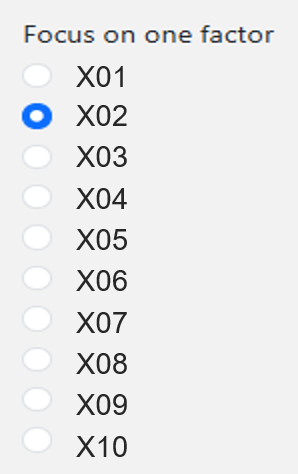 Focus on one factor
X01
X02
X03
X04
X05
X06
X07
X08
X09
X10